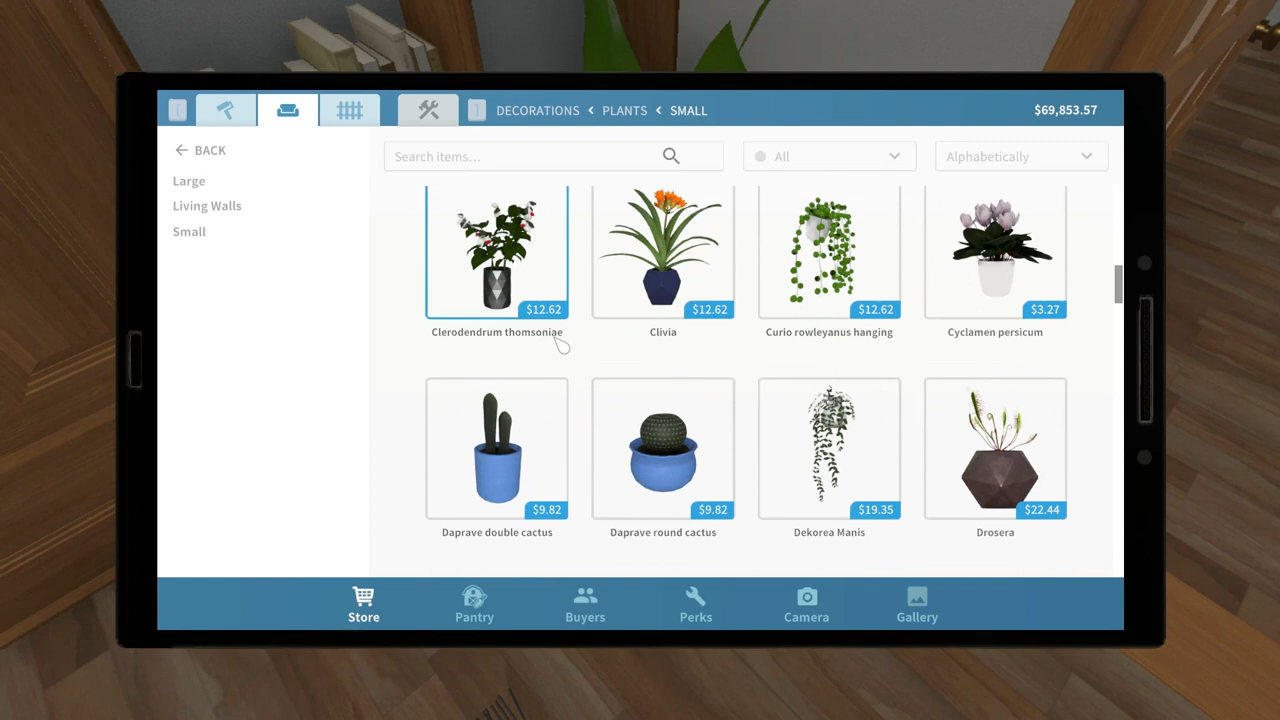 DECORATIONS < PLANTS < SMALL
$69,853.57
BACK
Large
Living Walls
Small
Search items...
All
Alphabetically
$12.62
$12.62
$12.62
$3.27
Clerodendrum thomsoniae
Clivia
Curio rowleyanus hanging
Cyclamen persicum
$9.82
$9.82
$19.35
$22.44
Daprave double cactus
Daprave round cactus
Dekorea Manis
Drosera
Store
Pantry
Buyers
Perks
Camera
Gallery